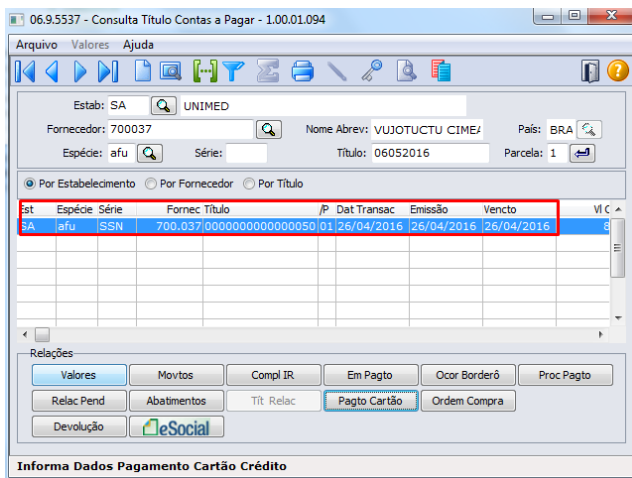 06.9.5537 - Consulta Título Contas a Pagar - 1.00.01.094
Arquivo Valores Ajuda
Estab: SA UNIMED
Fornecedor: 700037 Nome Abrev: VUJOTUCTU CIME País: BRA
Espécie: afu Série: Título: 06052016 Parcela: 1
Por Estabelecimento Por Fornecedor Por Título
Est Espécie Série Fornec Título /P Dat Transac Emissão Vencto Vl
SA afu SSN 700.037 0000000000000050 01 26/04/2016 26/04/2016 26/04/2016 8
Relações
Valores Movtos Compl IR Em Pagto Ocor Borderô Proc Pagto
Relac Pend Abatimentos Tít Relac Pagto Cartão Ordem Compra
Devolução eSocial
Informa Dados Pagamento Cartão Crédito